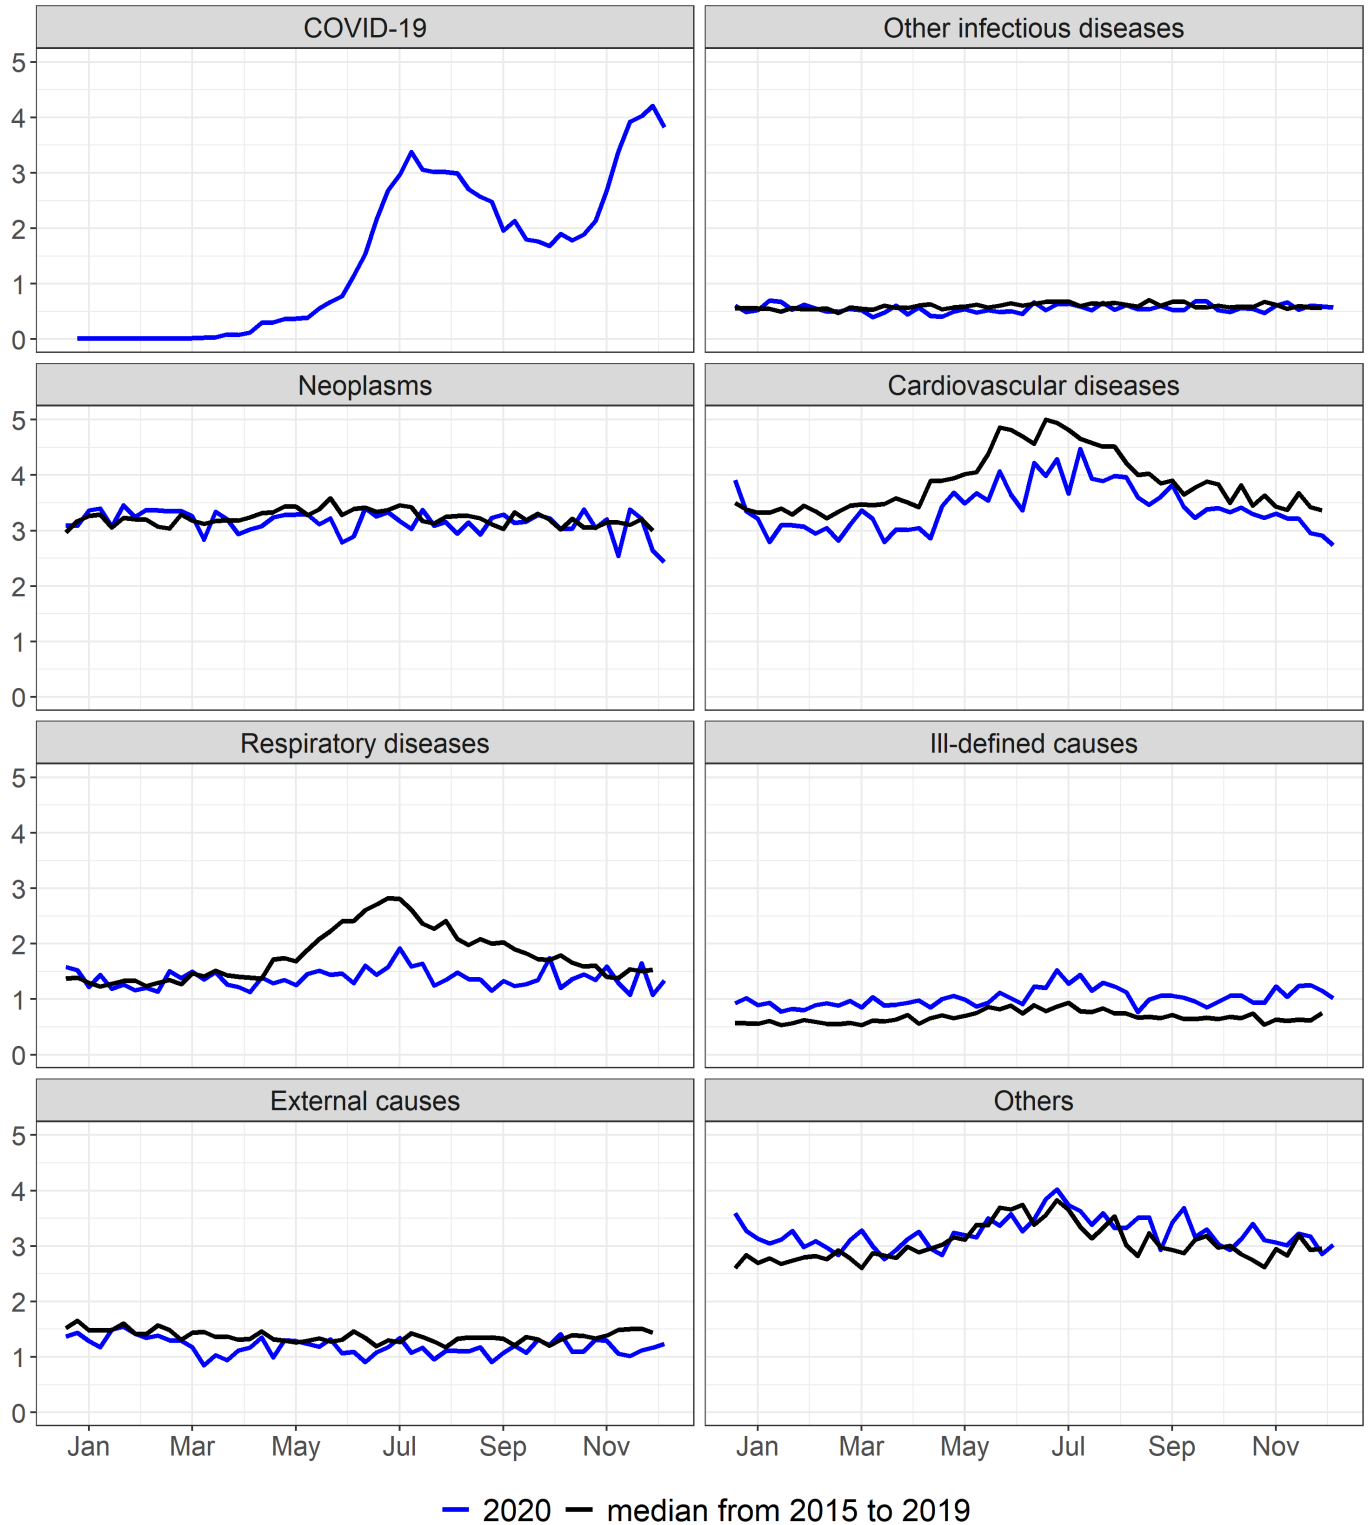 COVID-19
Other infectious diseases
5
4
3
2
1
0
Neoplasms
Cardiovascular diseases
5
4
3
2
1
0
Respiratory diseases
Ill-defined causes
5
4
3
2
1
0
External causes
Others
5
4
3
2
1
0
Jan Mar May Jul Sep Nov
Jan Mar May Jul Sep Nov
2020 median from 2015 to 2019